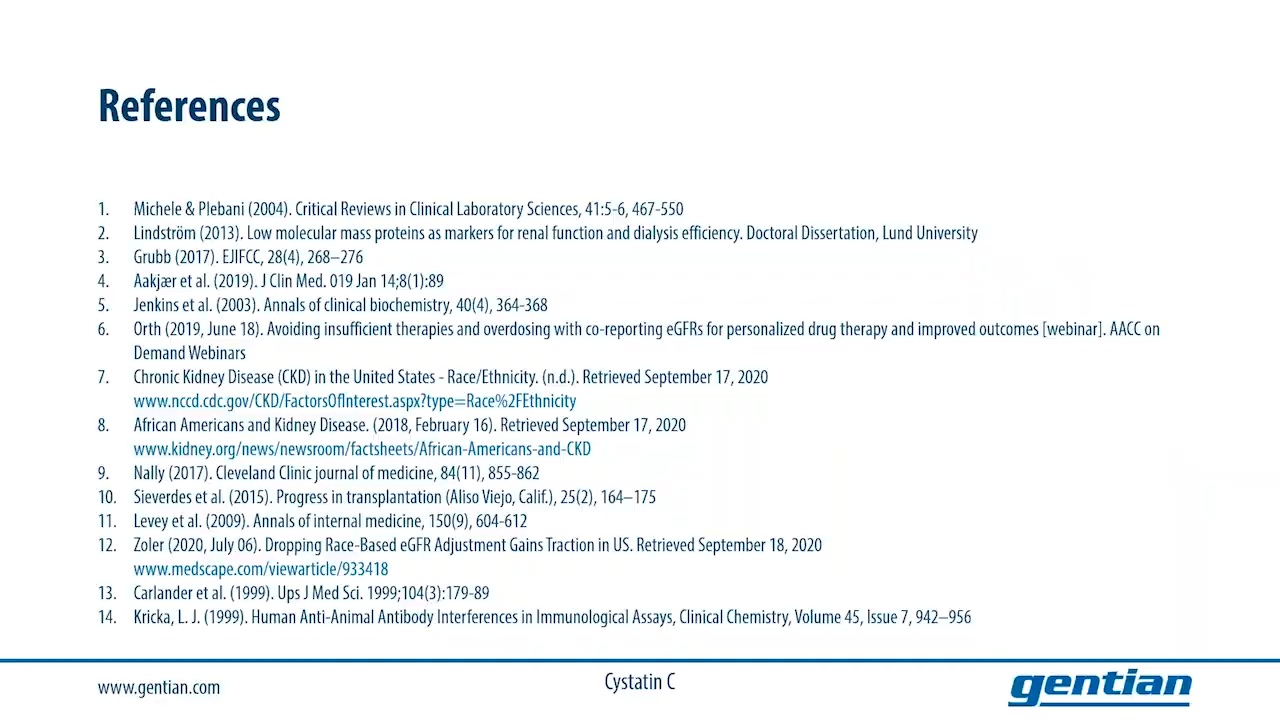 References
1. Michele & Plebani (2004). Critical Reviews in Clinical Laboratory Sciences, 41:5-6, 467-550
2. Lindström (2013). Low molecular mass proteins as markers for renal function and dialysis efficiency. Doctoral Dissertation, Lund University
3. Grubb (2017). EJIFCC, 28(4), 268–276
4. Aakjær et al. (2019). J Clin Med. 019 Jan 14;8(1):89
5. Jenkins et al. (2003). Annals of clinical biochemistry, 40(4), 364-368
6. Orth (2019, June 18). Avoiding insufficient therapies and overdosing with co-reporting eGFRs for personalized drug therapy and improved outcomes [webinar]. AACC on
Demand Webinars
7. Chronic Kidney Disease (CKD) in the United States - Race/Ethnicity. (n.d.). Retrieved September 17, 2020
www.nccd.cdc.gov/CKD/FactorsOfInterest.aspx?type=Race%2FEthnicity
8. African Americans and Kidney Disease. (2018, February 16). Retrieved September 17, 2020
www.kidney.org/news/newsroom/factsheets/African-Americans-and-CKD
9. Nally (2017). Cleveland Clinic journal of medicine, 84(11), 855-862
10. Sieverdes et al. (2015). Progress in transplantation (Aliso Viejo, Calif.), 25(2), 164–175
11. Levey et al. (2009). Annals of internal medicine, 150(9), 604-612
12. Zoler (2020, July 06). Dropping Race-Based eGFR Adjustment Gains Traction in US. Retrieved September 18, 2020
www.medscape.com/viewarticle/933418
13. Carlander et al. (1999). Ups J Med Sci. 1999;104(3):179-89
14. Kricka, L. J. (1999). Human Anti-Animal Antibody Interferences in Immunological Assays, Clinical Chemistry, Volume 45, Issue 7, 942–956
www.gentian.com
Cystatin C
gentian